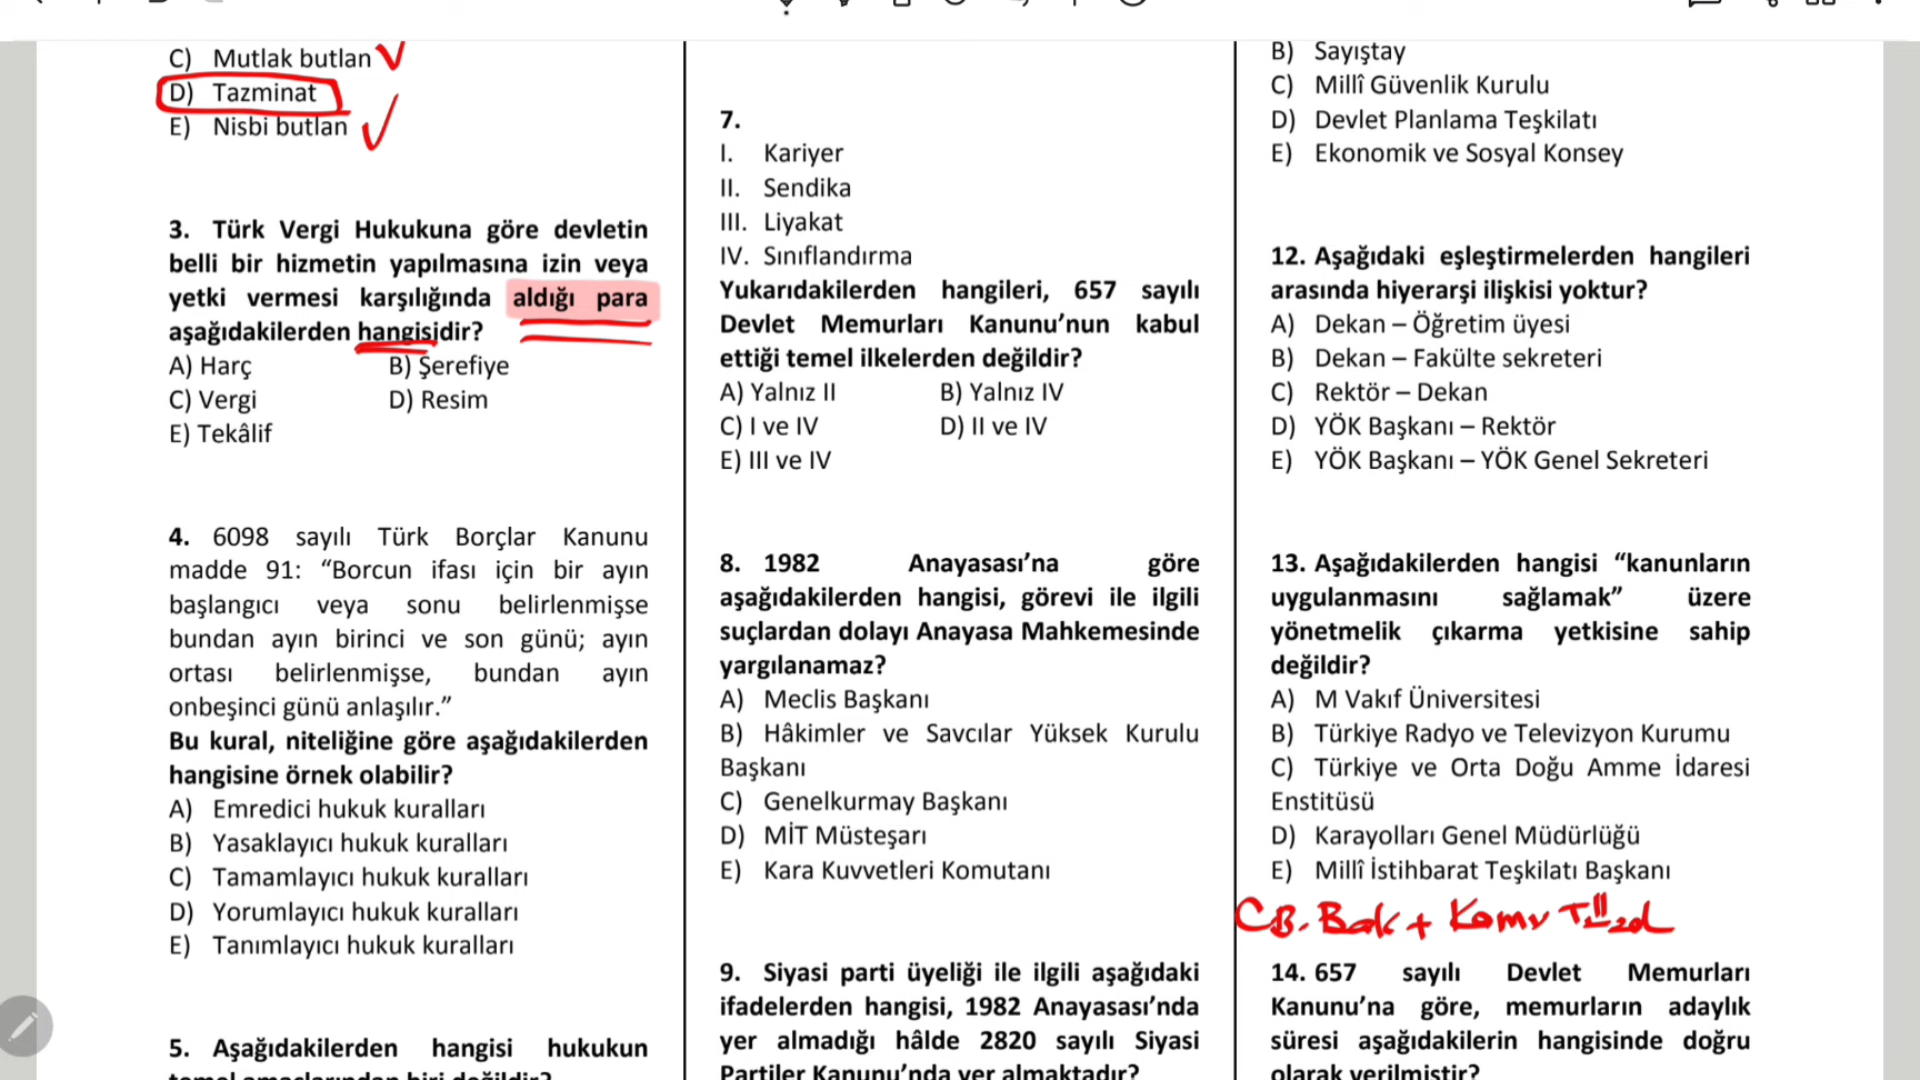 C) Mutlak butlan
D) Tazminat
E) Nisbi butlan
3. Türk Vergi Hukukuna göre devletin
belli bir hizmetin yapılmasına izin veya
yetki vermesi karşılığında aldığı para
aşağıdakilerden hangisidir?
A) Harç B) Şerefiye
C) Vergi D) Resim
E) Tekâlif
4. 6098 sayılı Türk Borçlar Kanunu
madde 91: “Borcun ifası için bir ayın
başlangıcı veya sonu belirlenmişse
bundan ayın birinci ve son günü; ayın
ortası belirlenmişse, bundan ayın
onbeşinci günü anlaşılır.”
Bu kural, niteliğine göre aşağıdakilerden
hangisine örnek olabilir?
A) Emredici hukuk kuralları
B) Yasaklayıcı hukuk kuralları
C) Tamamlayıcı hukuk kuralları
D) Yorumlayıcı hukuk kuralları
E) Tanımlayıcı hukuk kuralları
5. Aşağıdakilerden hangisi hukukun
temel amaçlarından biri değildir?
7.
I. Kariyer
II. Sendika
III. Liyakat
IV. Sınıflandırma
Yukarıdakilerden hangileri, 657 sayılı
Devlet Memurları Kanunu’nun kabul
ettiği temel ilkelerden değildir?
A) Yalnız II B) Yalnız IV
C) I ve IV D) II ve IV
E) III ve IV
8. 1982 Anayasası’na göre
aşağıdakilerden hangisi, görevi ile ilgili
suçlardan dolayı Anayasa Mahkemesinde
yargılanamaz?
A) Meclis Başkanı
B) Hâkimler ve Savcılar Yüksek Kurulu
Başkanı
C) Genelkurmay Başkanı
D) MİT Müsteşarı
E) Kara Kuvvetleri Komutanı
9. Siyasi parti üyeliği ile ilgili aşağıdaki
ifadelerden hangisi, 1982 Anayasası’nda
yer almadığı hâlde 2820 sayılı Siyasi
Partiler Kanunu’nda yer almaktadır?
B) Sayıştay
C) Millî Güvenlik Kurulu
D) Devlet Planlama Teşkilatı
E) Ekonomik ve Sosyal Konsey
12. Aşağıdaki eşleştirmelerden hangileri
arasında hiyerarşi ilişkisi yoktur?
A) Dekan – Öğretim üyesi
B) Dekan – Fakülte sekreteri
C) Rektör – Dekan
D) YÖK Başkanı – Rektör
E) YÖK Başkanı – YÖK Genel Sekreteri
13. Aşağıdakilerden hangisi “kanunların
uygulanmasını sağlamak” üzere
yönetmelik çıkarma yetkisine sahip
değildir?
A) M Vakıf Üniversitesi
B) Türkiye Radyo ve Televizyon Kurumu
C) Türkiye ve Orta Doğu Amme İdaresi
Enstitüsü
D) Karayolları Genel Müdürlüğü
E) Millî İstihbarat Teşkilatı Başkanı
CB. Bak + Kamu Tüzel
14. 657 sayılı Devlet Memurları
Kanunu’na göre, memurların adaylık
süresi aşağıdakilerin hangisinde doğru
olarak verilmiştir?